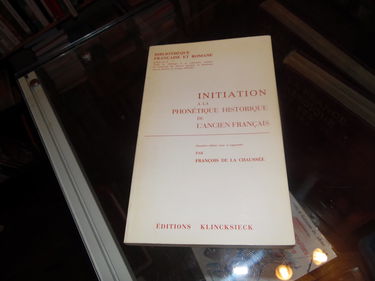 BIBLIOTHÈQUE
FRANÇAISE ET ROMANE
INITIATION
A LA
PHONÉTIQUE HISTORIQUE
DE
L'ANCIEN FRANÇAIS
PAR
FRANÇOIS DE LA CHAUSSÉE
ÉDITIONS KLINCKSIECK